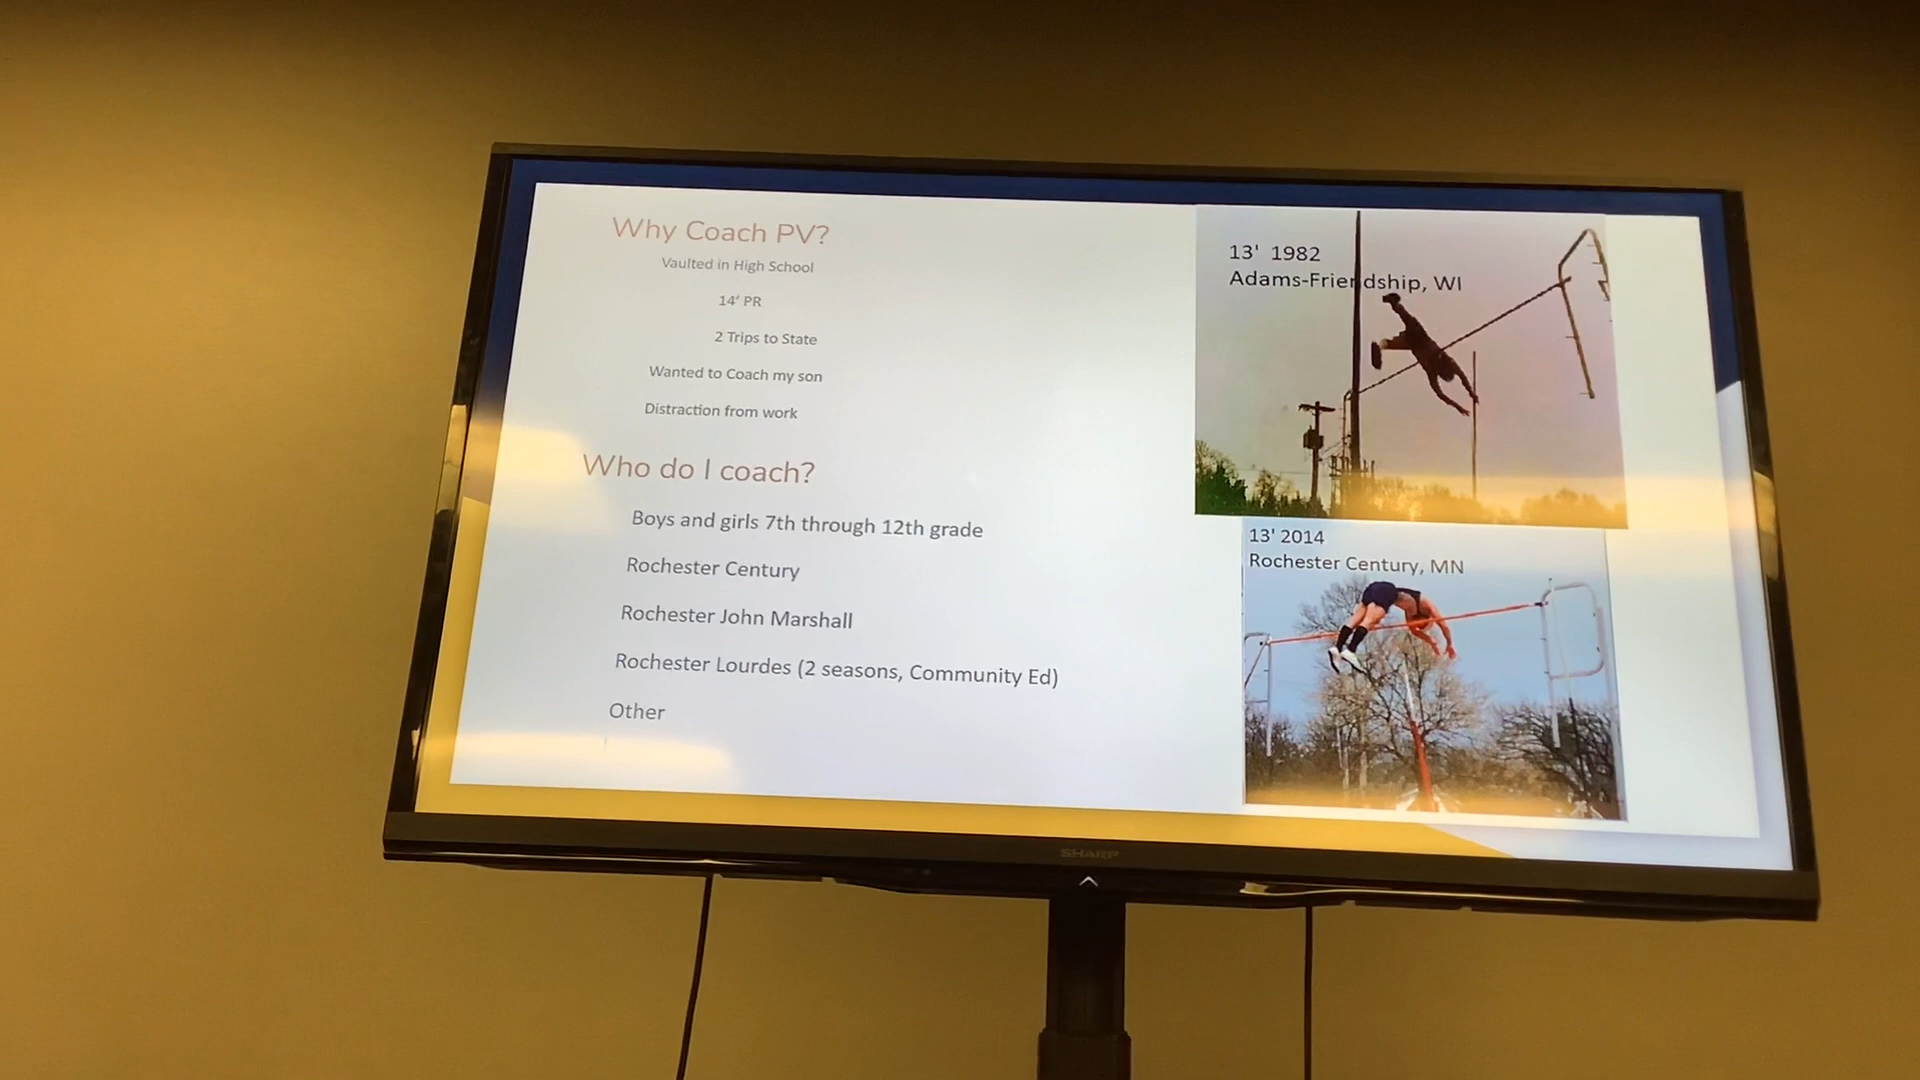 Why Coach PV?
Vaulted in High School
14' PR
2 Trips to State
Wanted to Coach my son
Distraction from work
Who do I coach?
Boys and girls 7th through 12th grade
Rochester Century
Rochester John Marshall
Rochester Lourdes (2 seasons, Community Ed)
Other
13' 1982
Adams-Friendship, WI
13' 2014
Rochester Century, MN
SHARP